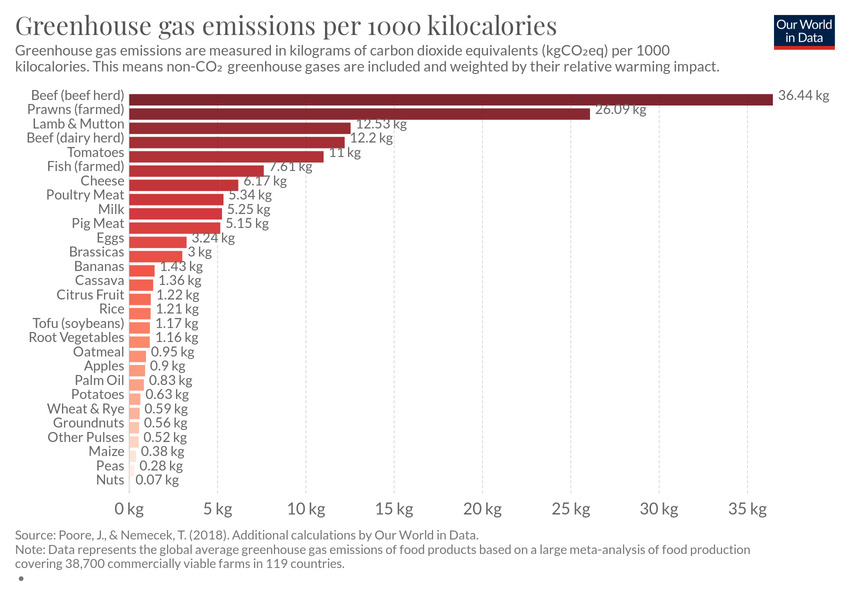 Greenhouse gas emissions per 1000 kilocalories
Our World
in Data
Greenhouse gas emissions are measured in kilograms of carbon dioxide equivalents (kgCO₂eq) per 1000
kilocalories. This means non-CO₂ greenhouse gases are included and weighted by their relative warming impact.
Beef (beef herd) 36.44 kg
Prawns (farmed) 26.09 kg
Lamb & Mutton 12.53 kg
Beef (dairy herd) 12.2 kg
Tomatoes 11 kg
Fish (farmed) 7.61 kg
Cheese 6.17 kg
Poultry Meat 5.34 kg
Milk 5.25 kg
Pig Meat 5.15 kg
Eggs 3.24 kg
Brassicas 3 kg
Bananas 1.43 kg
Cassava 1.36 kg
Citrus Fruit 1.22 kg
Rice 1.21 kg
Tofu (soybeans) 1.17 kg
Root Vegetables 1.16 kg
Oatmeal 0.95 kg
Apples 0.9 kg
Palm Oil 0.83 kg
Potatoes 0.63 kg
Wheat & Rye 0.59 kg
Groundnuts 0.56 kg
Other Pulses 0.52 kg
Maize 0.38 kg
Peas 0.28 kg
Nuts 0.07 kg
0 kg 5 kg 10 kg 15 kg 20 kg 25 kg 30 kg 35 kg
Source: Poore, J., & Nemecek, T. (2018). Additional calculations by Our World in Data.
Note: Data represents the global average greenhouse gas emissions of food products based on a large meta-analysis of food production
covering 38,700 commercially viable farms in 119 countries.
•